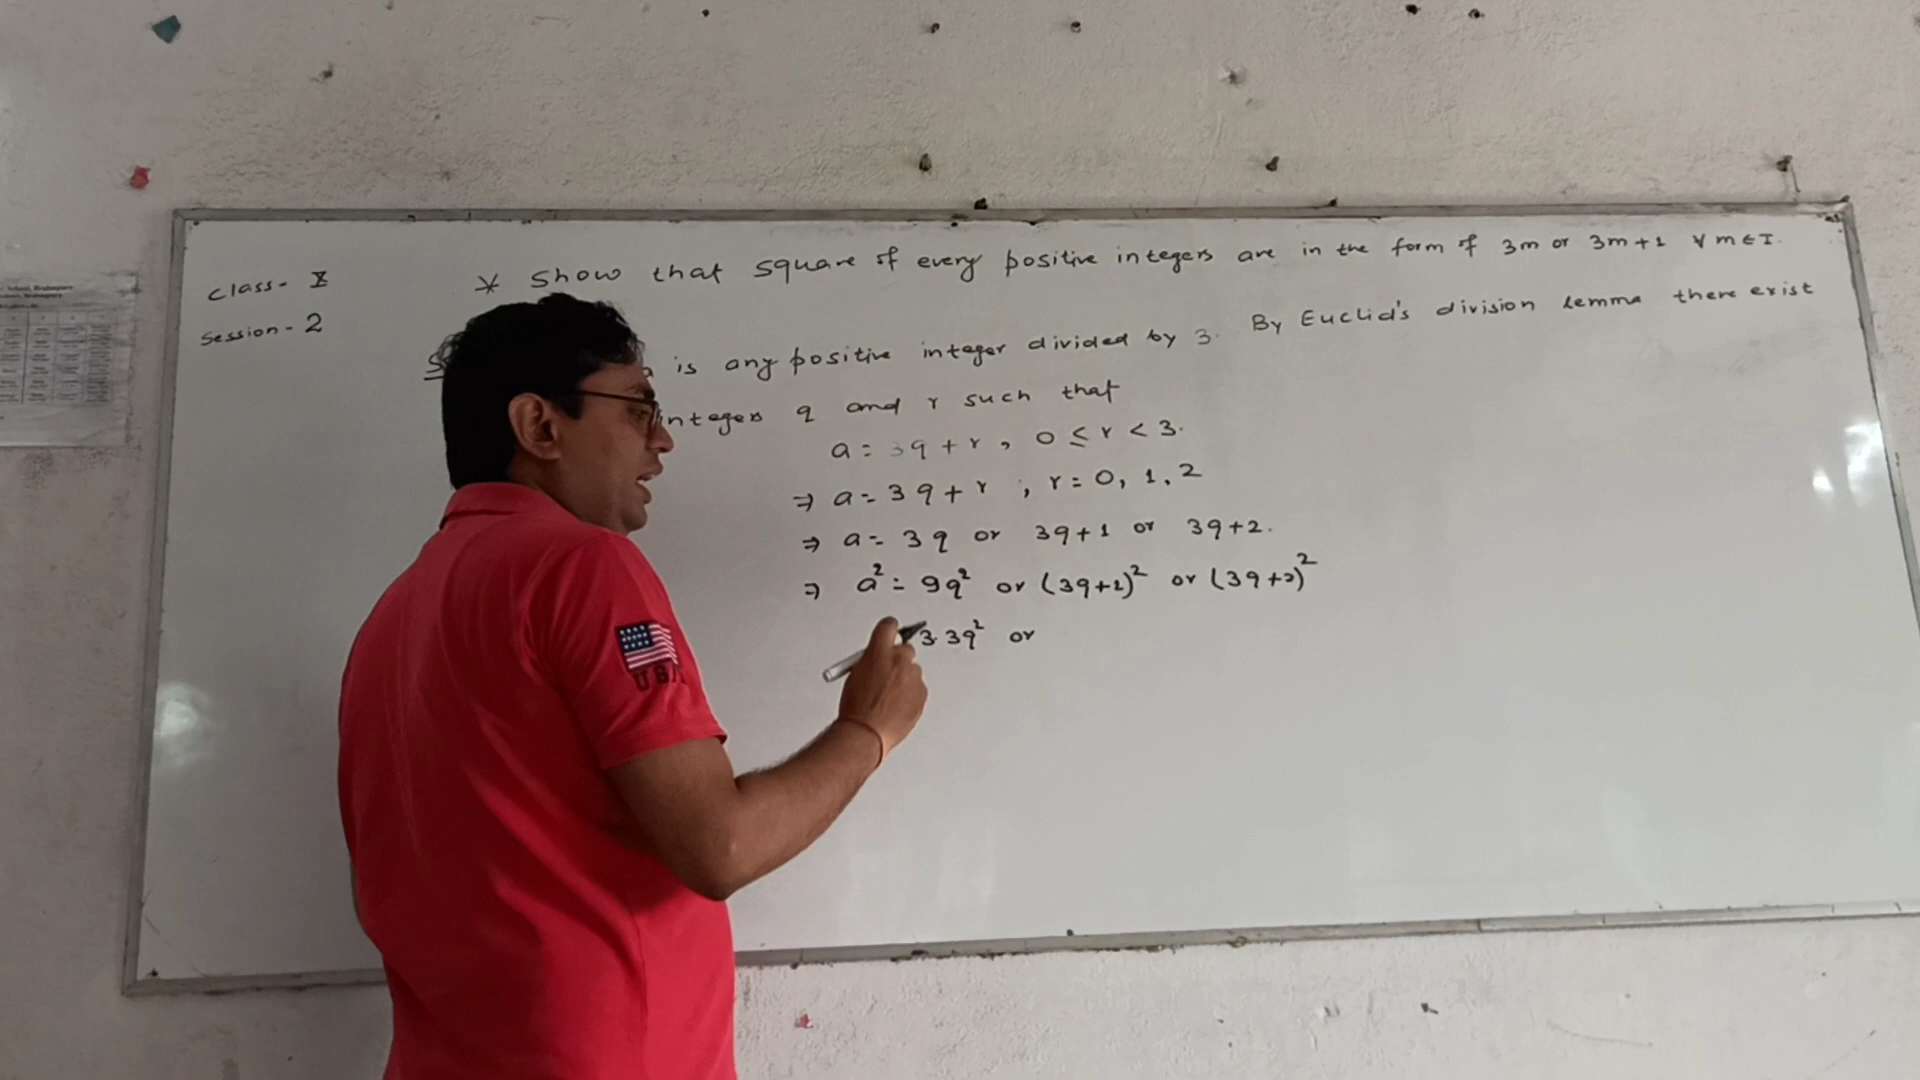 Class - X
Session - 2
* Show that square of every positive integers are in the form of 3m or 3m+1 ∀ m ∈ I.
a is any positive integer divided by 3. By Euclid's division lemma there exist
integers q and r such that
a = 3q + r, 0 ≤ r < 3.
⇒ a = 3q + r, r = 0, 1, 2
⇒ a = 3q or 3q+1 or 3q+2.
⇒ a² = 9q² or (3q+1)² or (3q+2)²
3.3q² or
USA